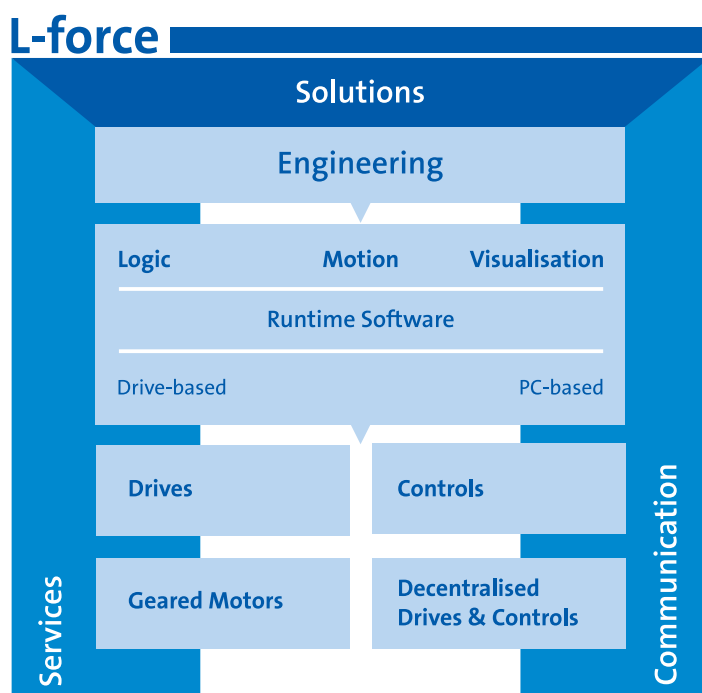 L-force
Solutions
Engineering
Logic Motion Visualisation
Runtime Software
Drive-based PC-based
Drives
Controls
Geared Motors
Decentralised
Drives & Controls
Services
Communication